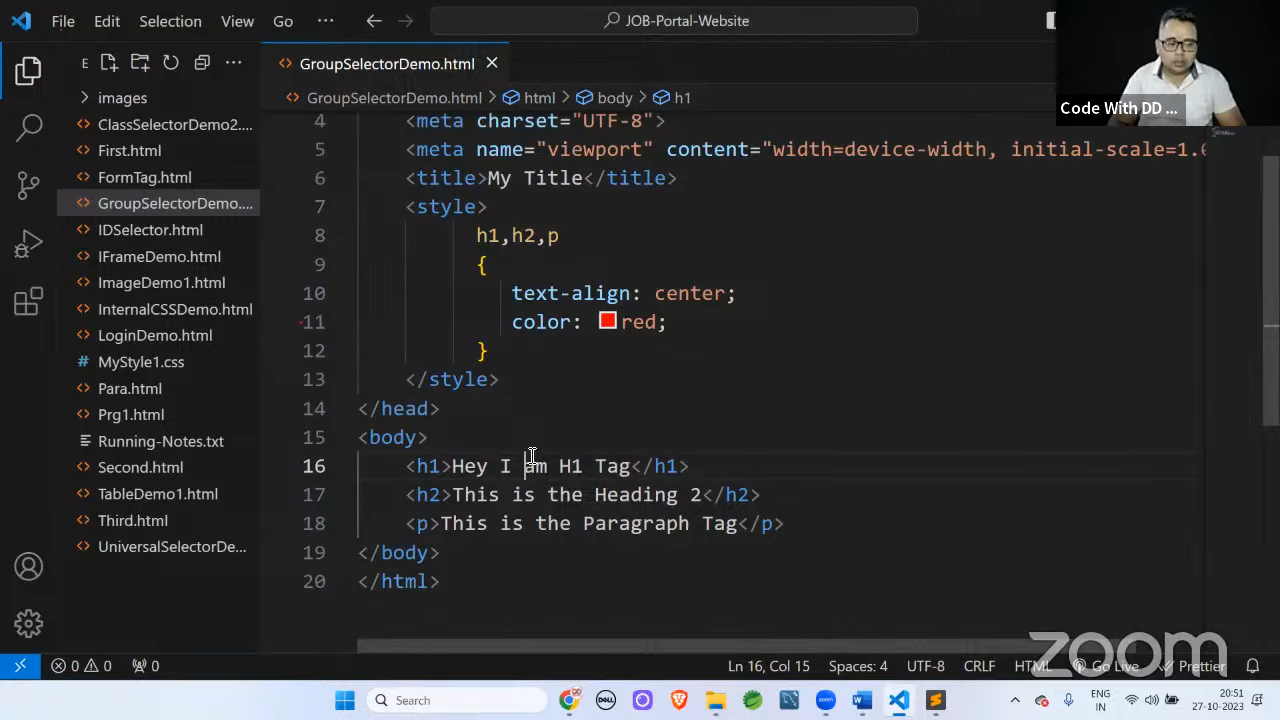 File Edit Selection View Go ... JOB-Portal-Website
E
GroupSelectorDemo.html
GroupSelectorDemo.html html body h1
images
ClassSelectorDemo2....
First.html
FormTag.html
GroupSelectorDemo....
IDSelector.html
IFrameDemo.html
ImageDemo1.html
InternalCSSDemo.html
LoginDemo.html
# MyStyle1.css
Para.html
Prg1.html
Running-Notes.txt
Second.html
TableDemo1.html
Third.html
UniversalSelectorDe...
4 <meta charset="UTF-8">
5 <meta name="viewport" content="width=device-width, initial-scale=1.0
6 <title>My Title</title>
7 <style>
8 h1,h2,p
9 {
10 text-align: center;
11 color: red;
12 }
13 </style>
14 </head>
15 <body>
16 <h1>Hey I am H1 Tag</h1>
17 <h2>This is the Heading 2</h2>
18 <p>This is the Paragraph Tag</p>
19 </body>
20 </html>
Code With DD ...
zoom
0 0 0 Ln 16, Col 15 Spaces: 4 UTF-8 CRLF HTML Go Live Prettier
Search
DELL
zoom
ENG
IN
20:51
27-10-2023